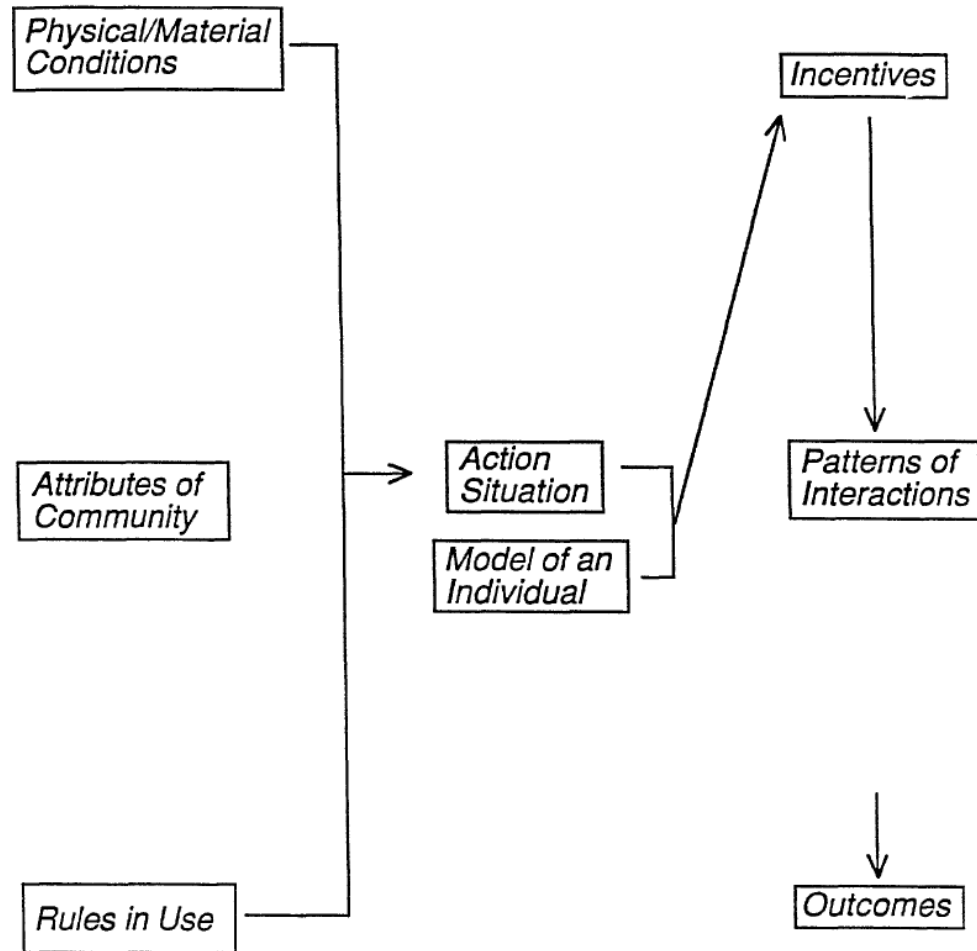 Physical/Material
Conditions
Incentives
Attributes of
Community
Action
Situation
Model of an
Individual
Patterns of
Interactions
Rules in Use
Outcomes